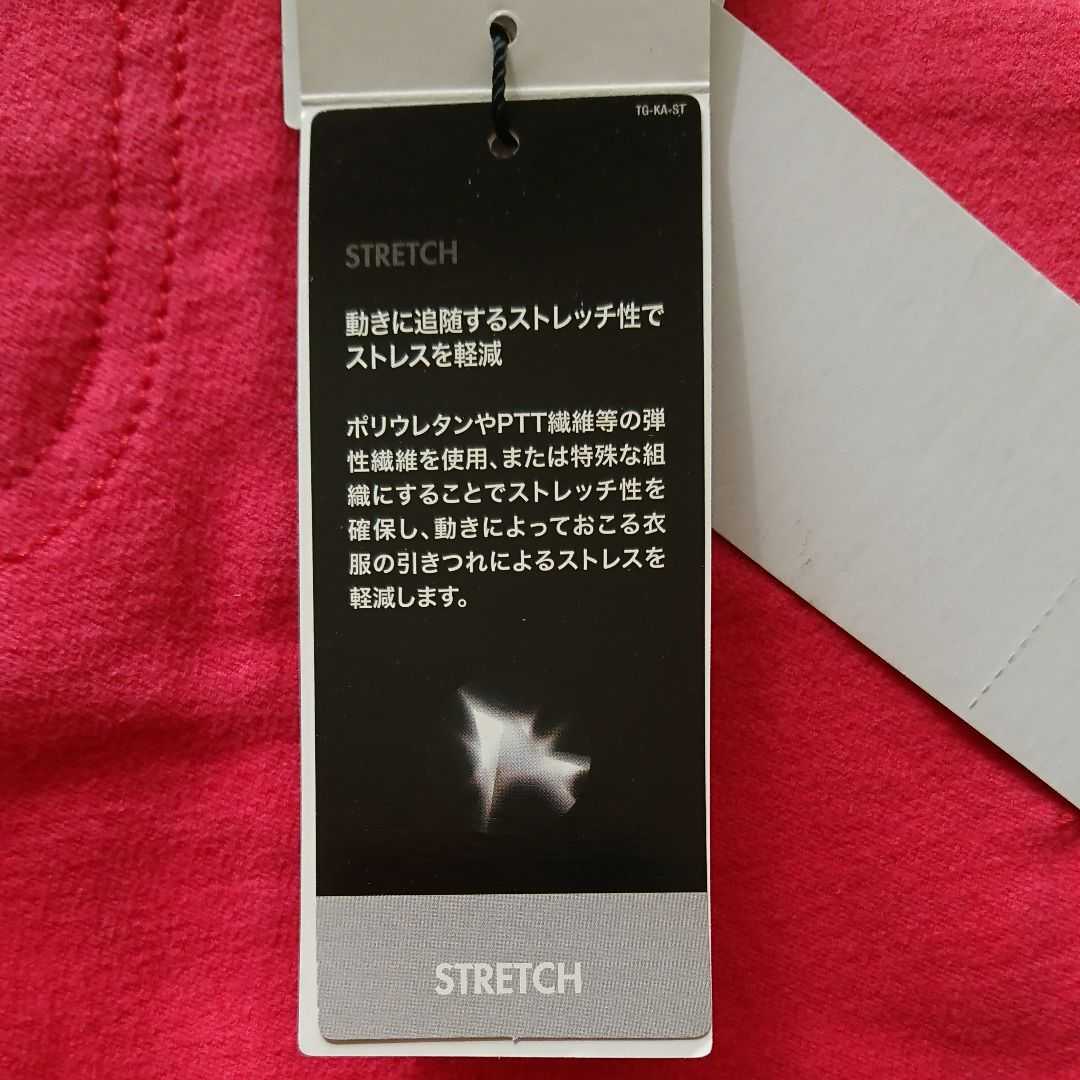 TG-KA-ST
STRETCH
動きに追随するストレッチ性で
ストレスを軽減
ポリウレタンやPTT繊維等の弾
性繊維を使用、または特殊な組
織にすることでストレッチ性を
確保し、動きによっておこる衣
服の引きつれによるストレスを
軽減します。
STRETCH